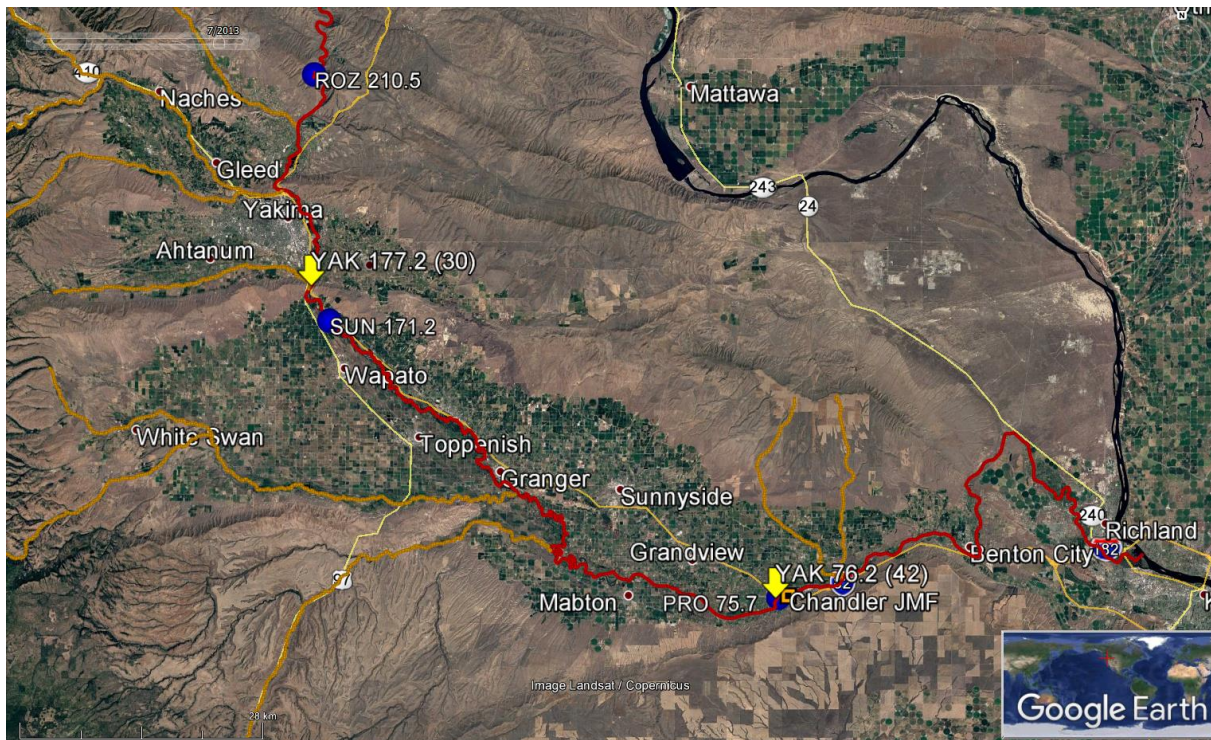 7/2013
410
ROZ 210.5
Naches
Mattawa
Gleed
243
24
Yakima
Ahtanum
YAK 177.2 (30)
SUN 171.2
Wapato
White Swan
Toppenish
Granger
Sunnyside
240
Richland
Grandview
Benton City
182
YAK 76.2 (42)
97
82
Mabton
PRO 75.7
Chandler JMF
K
Image Landsat / Copernicus
28 km
Google Earth
N